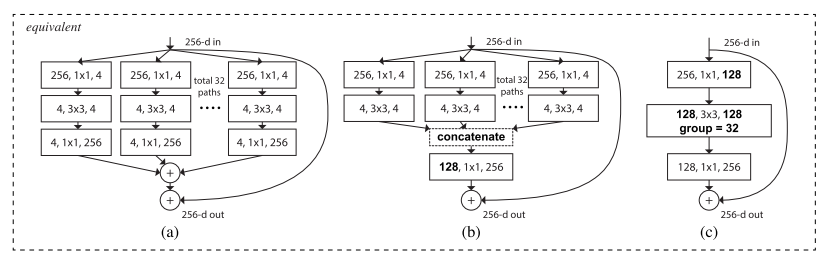 equivalent
256-d in
256, 1x1, 4
256, 1x1, 4
total 32
paths
256, 1x1, 4
4, 3x3, 4
4, 3x3, 4
....
4, 3x3, 4
4, 1x1, 256
4, 1x1, 256
4, 1x1, 256
+
+
256-d out
(a)
256-d in
256, 1x1, 4
256, 1x1, 4
total 32
paths
256, 1x1, 4
4, 3x3, 4
4, 3x3, 4
....
4, 3x3, 4
concatenate
128, 1x1, 256
+
256-d out
(b)
256-d in
256, 1x1, 128
128, 3x3, 128
group = 32
128, 1x1, 256
+
256-d out
(c)